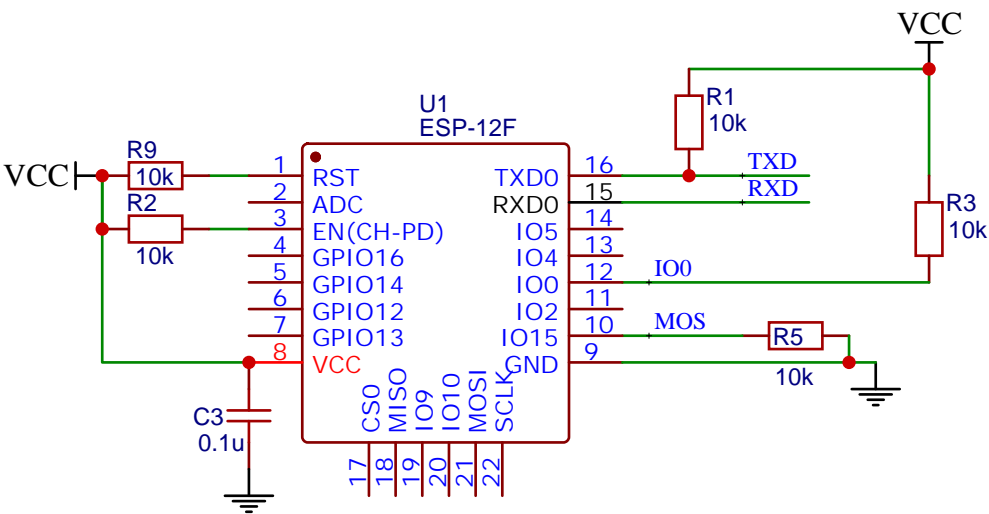 VCC
R1
10k
U1
ESP-12F
R9
10k
VCC
R2
10k
1
2
3
4
5
6
7
8
RST
ADC
EN(CH-PD)
GPIO16
GPIO14
GPIO12
GPIO13
VCC
TXD0
RXD0
IO5
IO4
IO0
IO2
IO15
GND
16
15
14
13
12
11
10
9
TXD
RXD
IO0
MOS
R3
10k
R5
10k
C3
0.1u
CS0
MISO
IO9
IO10
MOSI
SCLK
17
18
19
20
21
22